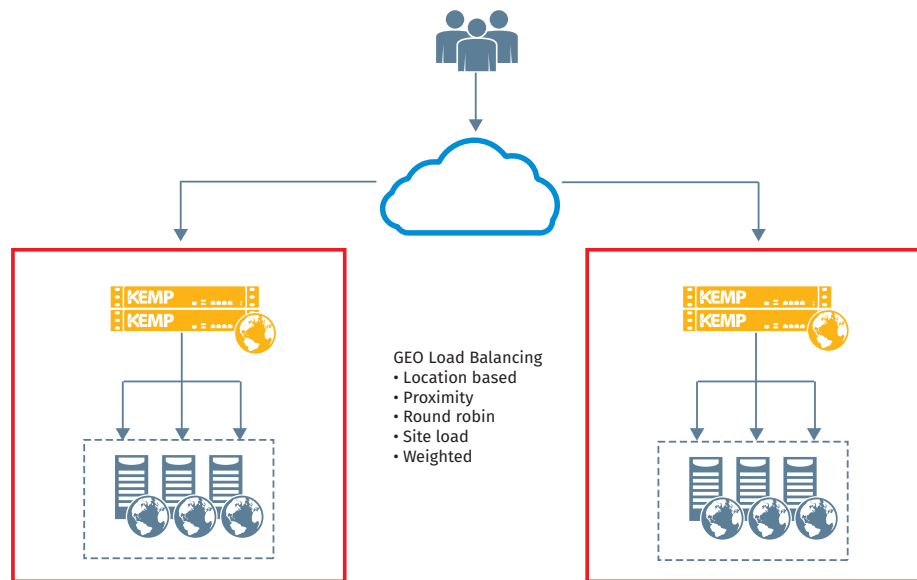 KEMP
KEMP
KEMP
KEMP
GEO Load Balancing
• Location based
• Proximity
• Round robin
• Site load
• Weighted